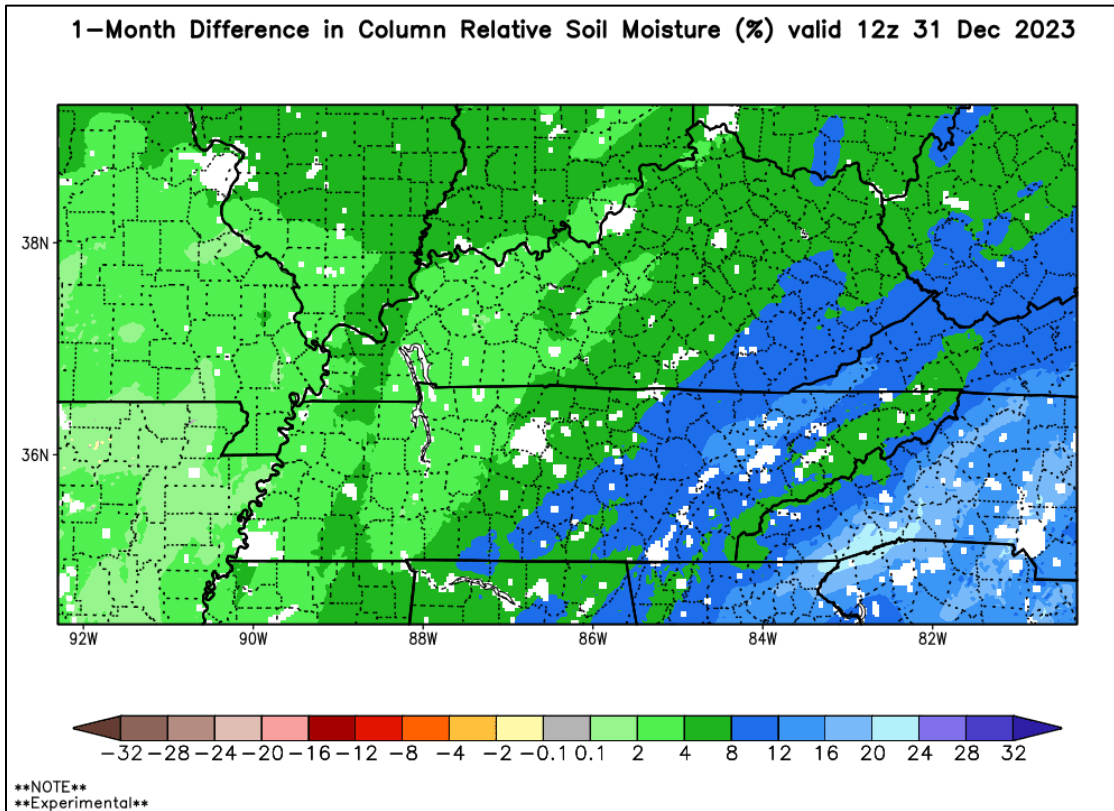 1-Month Difference in Column Relative Soil Moisture (%) valid 12z 31 Dec 2023
38N
36N
92W 90W 88W 86W 84W 82W
-32 -28 -24 -20 -16 -12 -8 -4 -2 -0.1 0.1 2 4 8 12 16 20 24 28 32
**NOTE**
**Experimental**